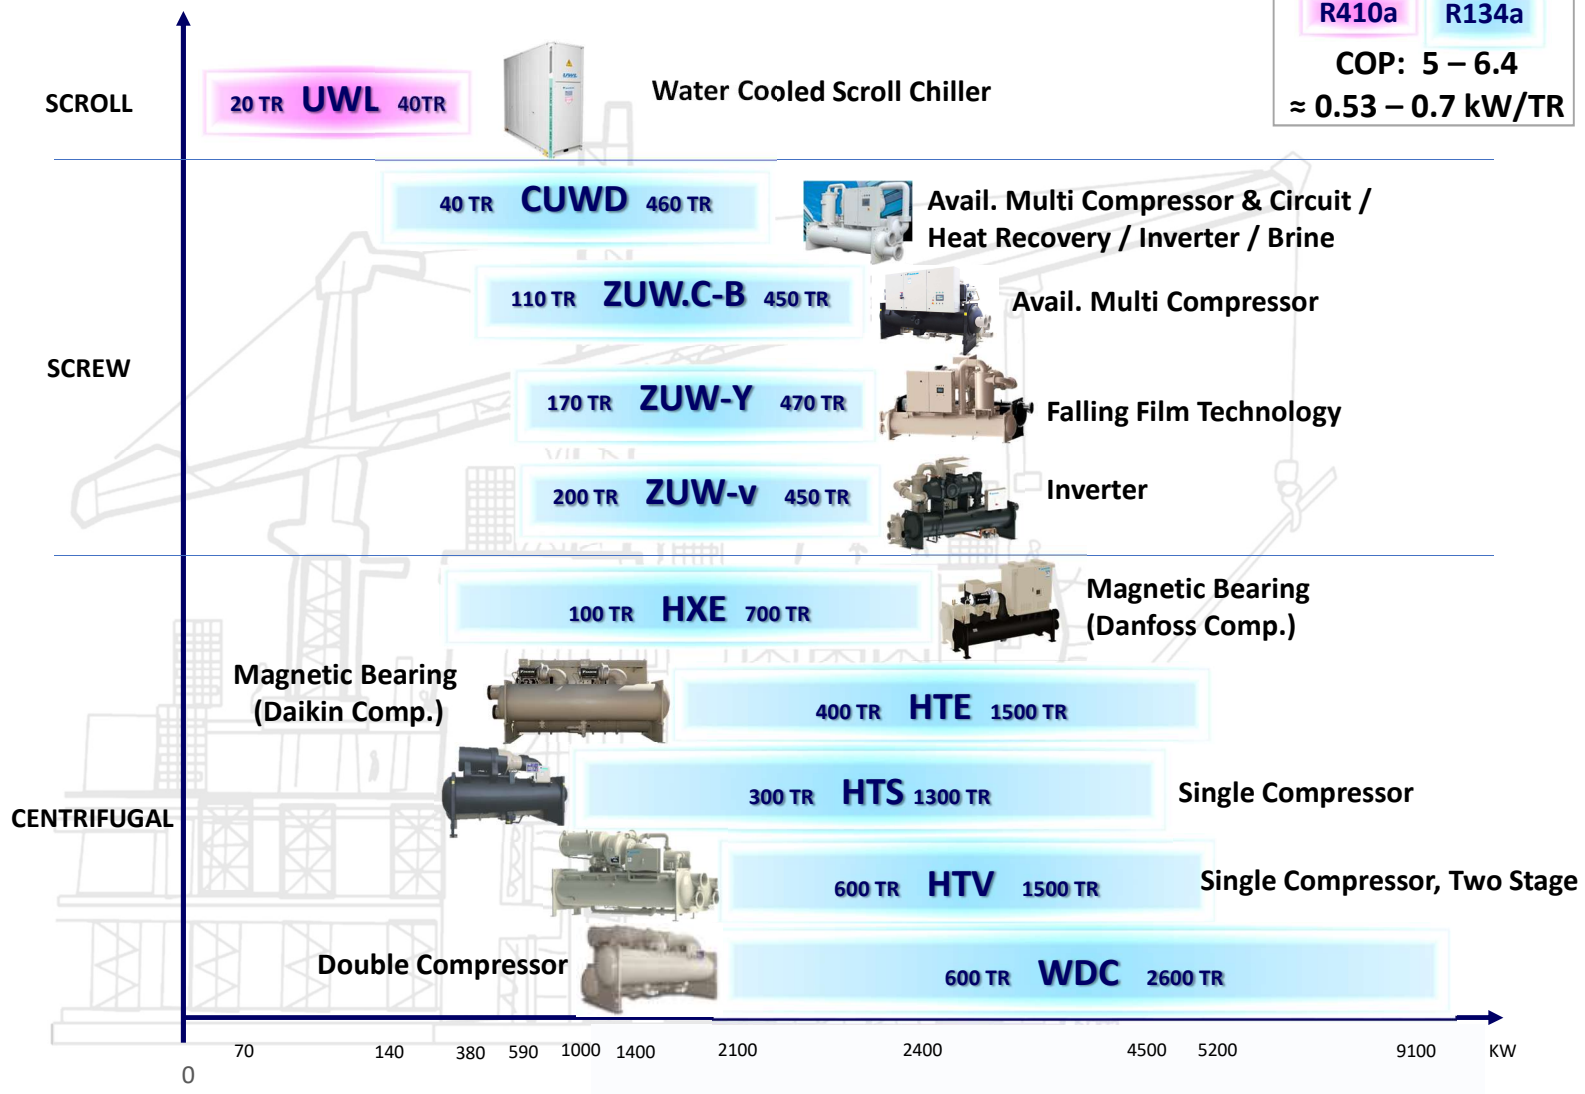 R410a R134a
COP: 5 – 6.4
≈ 0.53 – 0.7 kW/TR
SCROLL
20 TR UWL 40TR
Water Cooled Scroll Chiller
SCREW
40 TR CUWD 460 TR
Avail. Multi Compressor & Circuit /
Heat Recovery / Inverter / Brine
110 TR ZUW.C-B 450 TR
Avail. Multi Compressor
170 TR ZUW-Y 470 TR
Falling Film Technology
200 TR ZUW-v 450 TR
Inverter
CENTRIFUGAL
100 TR HXE 700 TR
Magnetic Bearing
(Danfoss Comp.)
Magnetic Bearing
(Daikin Comp.)
400 TR HTE 1500 TR
300 TR HTS 1300 TR
Single Compressor
600 TR HTV 1500 TR
Single Compressor, Two Stage
Double Compressor
600 TR WDC 2600 TR
70 140 380 590 1000 1400 2100 2400 4500 5200 9100 KW
0